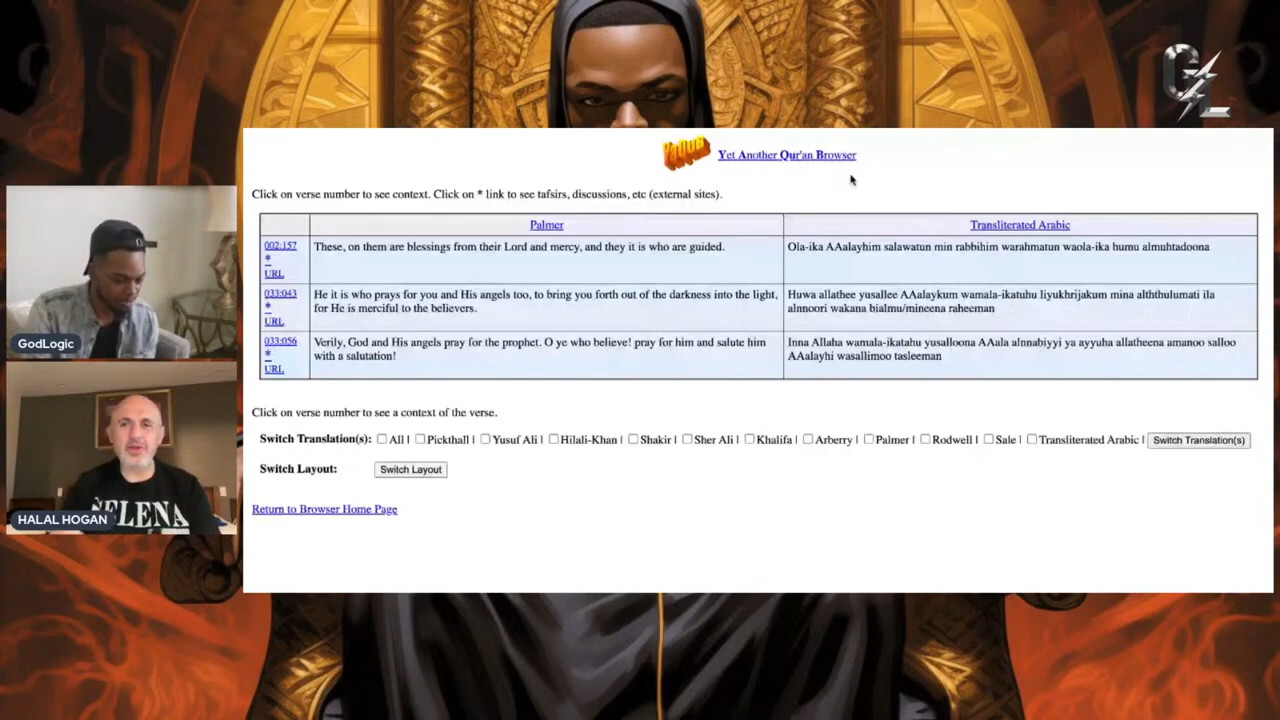 GL
YaQuB Yet Another Qur'an Browser
Click on verse number to see context. Click on * link to see tafsirs, discussions, etc (external sites).
Palmer Transliterated Arabic
002:157 These, on them are blessings from their Lord and mercy, and they it is who are guided. Ola-ika AAalayhim salawatun min rabbihim warahmatun waola-ika humu almuhtadoona
*
URL
033:043 He it is who prays for you and His angels too, to bring you forth out of the darkness into the light, Huwa allathee yusallee AAalaykum wamala-ikatuhu liyukhrijakum mina alththulumati ila
* for He is merciful to the believers. alnnoori wakana bialmu/mineena raheeman
URL
033:056 Verily, God and His angels pray for the prophet. O ye who believe! pray for him and salute him Inna Allaha wamala-ikatahu yusalloona AAala alnnabiyyi ya ayyuha allatheena amanoo salloo
* with a salutation! AAalayhi wasallimoo tasleeman
URL
Click on verse number to see a context of the verse.
Switch Translation(s): All | Pickthall | Yusuf Ali | Hilali-Khan | Shakir | Sher Ali | Khalifa | Arberry | Palmer | Rodwell | Sale | Transliterated Arabic | Switch Translation(s)
Switch Layout: Switch Layout
Return to Browser Home Page
GodLogic
SELENA
HALAL HOGAN